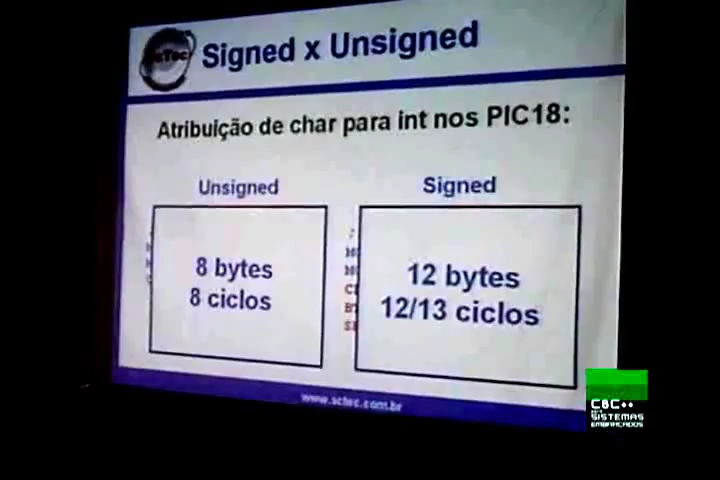 ScTec
Signed x Unsigned
Atribuição de char para int nos PIC18:
Unsigned
Signed
8 bytes
8 ciclos
12 bytes
12/13 ciclos
www.sctec.com.br
C&C++
SISTEMAS
EMBARCADOS